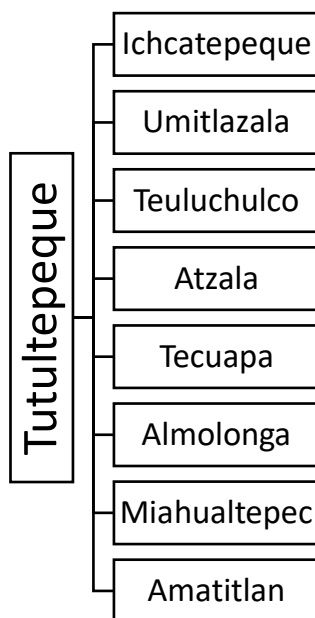 Tutultepeque
Ichcatepeque
Umitlazala
Teuluchulco
Atzala
Tecuapa
Almolonga
Miahualtepec
Amatitlan